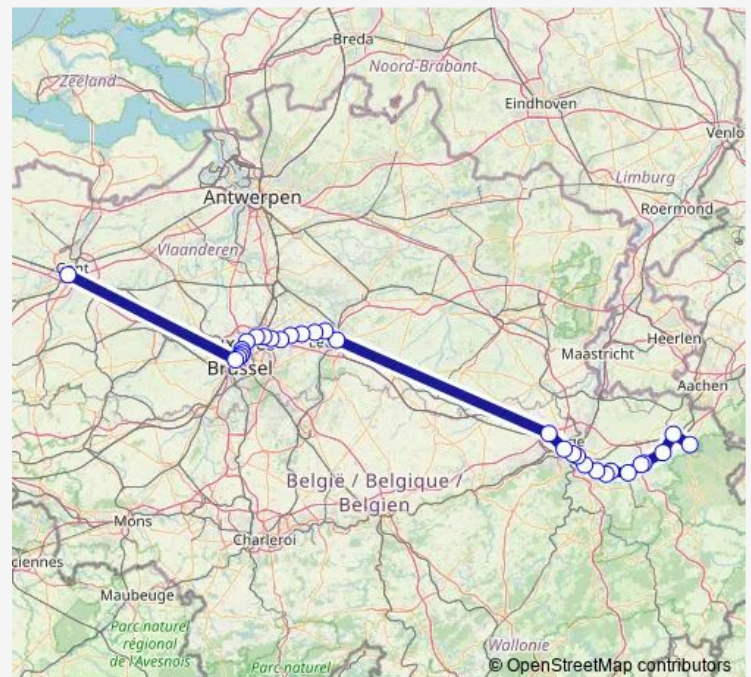 Breda
Zeeland
Noord-Brabant
Eindhoven
Venlo
Limburg
Antwerpen
Roermond
Vlaanderen
Heerlen
Maastricht
Aachen
Brussel
België / Belgique /
Belgien
Mons
Charleroi
ciennes
Maubeuge
Parc naturel
régional
de l'Avesnois
Parc naturel
Wallonie
© OpenStreetMap contributors